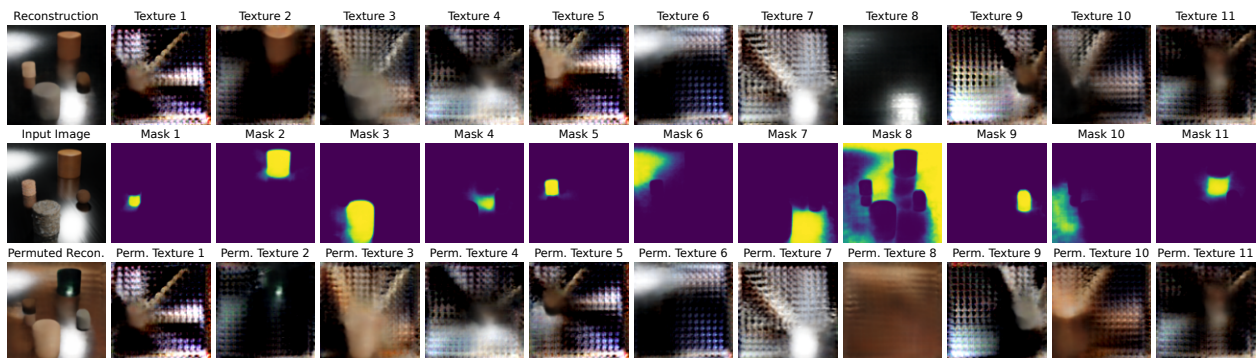 Reconstruction Texture 1 Texture 2 Texture 3 Texture 4 Texture 5 Texture 6 Texture 7 Texture 8 Texture 9 Texture 10 Texture 11
Input Image Mask 1 Mask 2 Mask 3 Mask 4 Mask 5 Mask 6 Mask 7 Mask 8 Mask 9 Mask 10 Mask 11
Permuted Recon. Perm. Texture 1 Perm. Texture 2 Perm. Texture 3 Perm. Texture 4 Perm. Texture 5 Perm. Texture 6 Perm. Texture 7 Perm. Texture 8 Perm. Texture 9 Perm. Texture 10 Perm. Texture 11